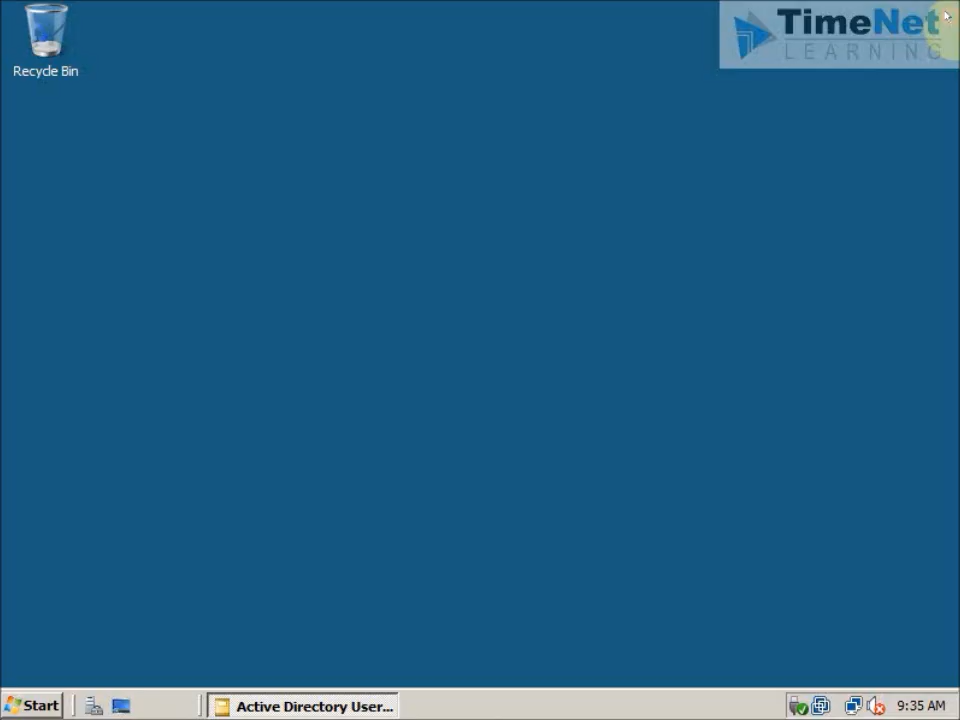 TimeNet
LEARNING
Recycle Bin
Start
Active Directory User...
9:35 AM